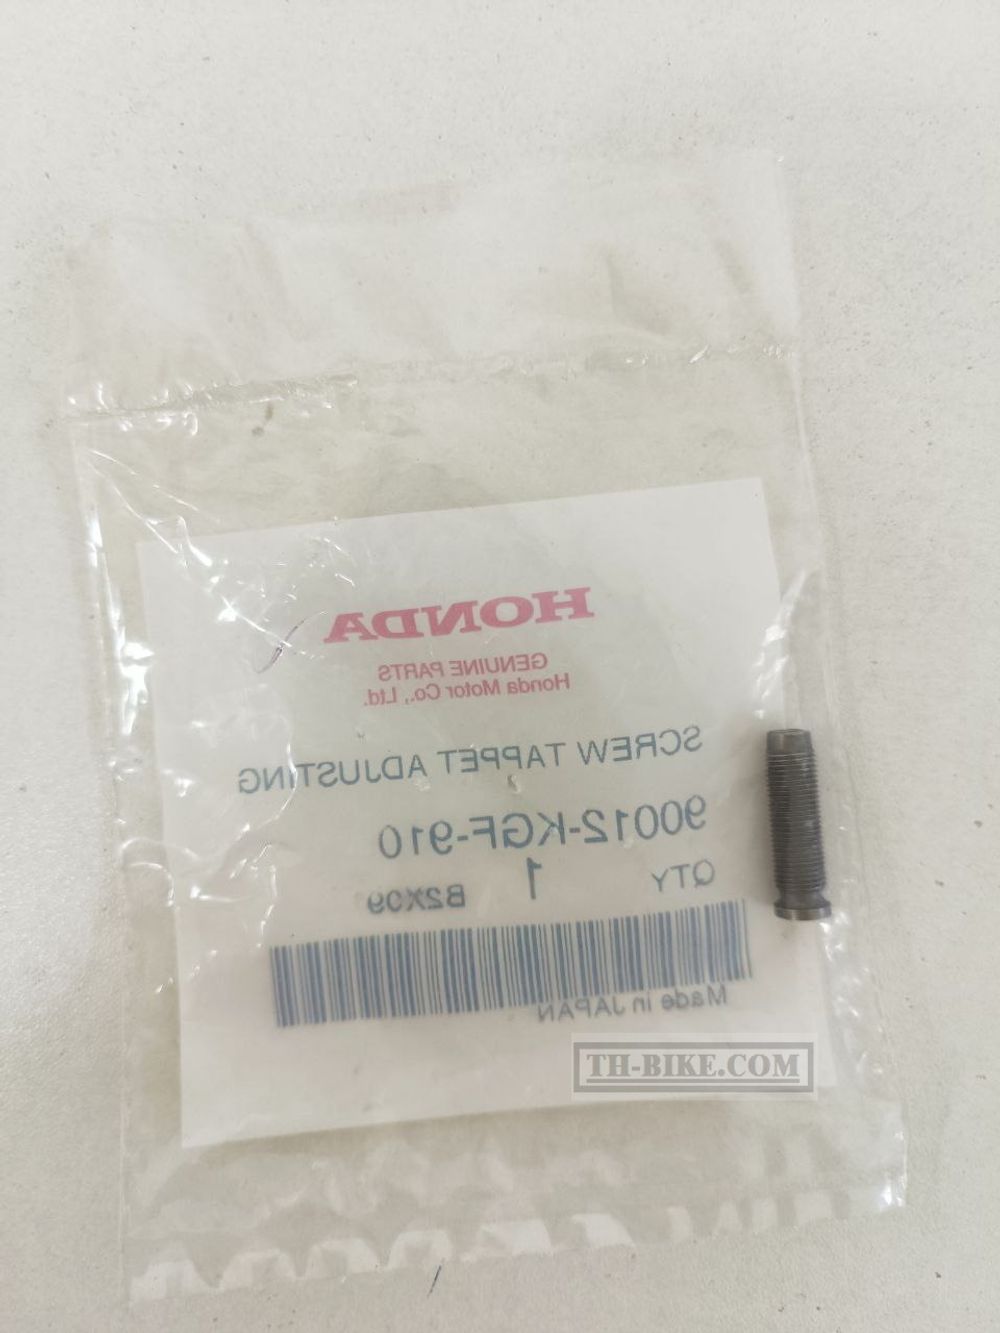 HONDA
GENUINE PARTS
Honda Motor Co., Ltd.
SCREW TAPPET ADJUSTING
90012-KGF-910
QTY 1 B2X09
Made in JAPAN
TH-BIKE.COM